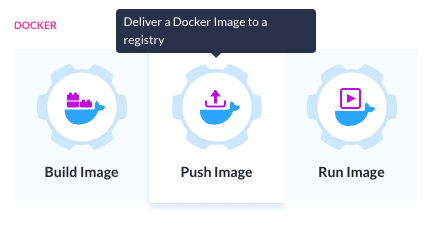 Deliver a Docker Image to a
registry
DOCKER
Build Image
Push Image
Run Image